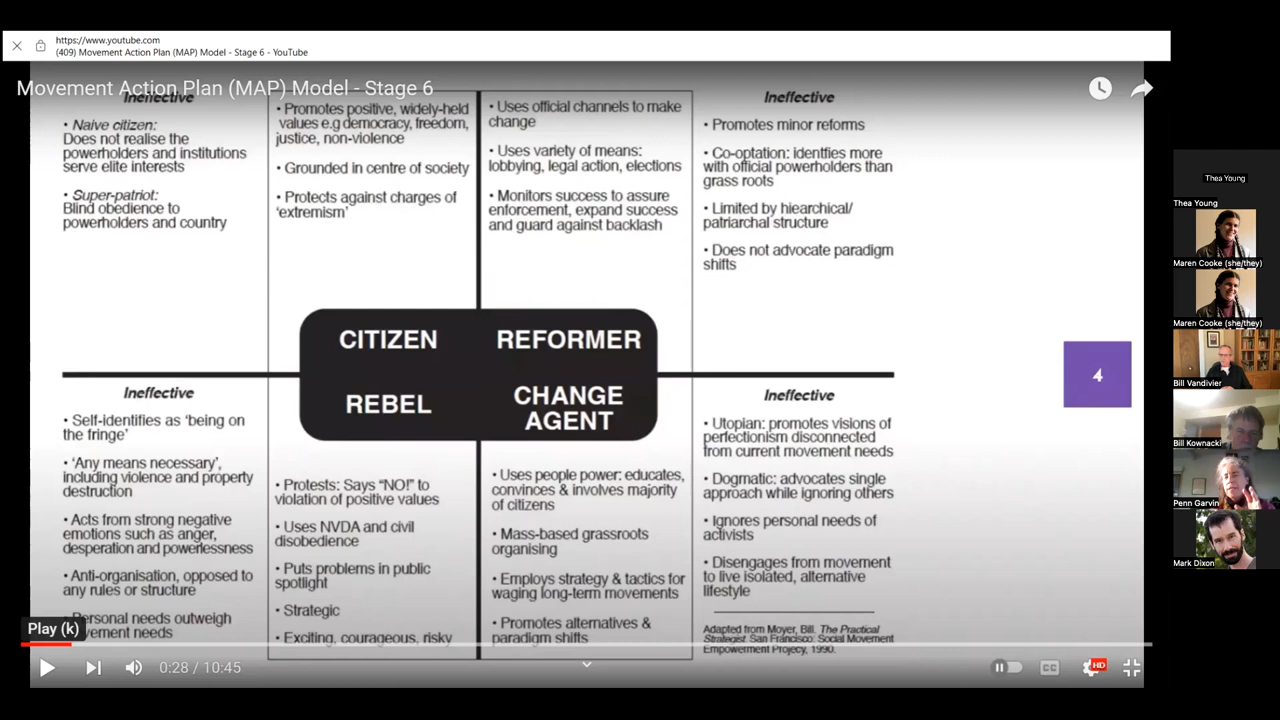 https://www.youtube.com
(409) Movement Action Plan (MAP) Model - Stage 6 - YouTube
Movement Action Plan (MAP) Model - Stage 6
Ineffective
• Naive citizen:
Does not realise the
powerholders and institutions
serve elite interests
• Super-patriot:
Blind obedience to
powerholders and country
• Promotes positive, widely-held
values e.g democracy, freedom,
justice, non-violence
• Grounded in centre of society
• Protects against charges of
‘extremism’
• Uses official channels to make
change
• Uses variety of means:
lobbying, legal action, elections
• Monitors success to assure
enforcement, expand success
and guard against backlash
Ineffective
• Promotes minor reforms
• Co-optation: identfies more
with official powerholders than
grass roots
• Limited by hiearchical/
patriarchal structure
• Does not advocate paradigm
shifts
CITIZEN
REFORMER
REBEL
CHANGE
AGENT
Ineffective
• Self-identifies as ‘being on
the fringe’
• ‘Any means necessary’,
including violence and property
destruction
• Acts from strong negative
emotions such as anger,
desperation and powerlessness
• Anti-organisation, opposed to
any rules or structure
Personal needs outweigh
movement needs
• Protests: Says “NO!” to
violation of positive values
• Uses NVDA and civil
disobedience
• Puts problems in public
spotlight
• Strategic
• Exciting, courageous, risky
• Uses people power: educates,
convinces & involves majority
of citizens
• Mass-based grassroots
organising
• Employs strategy & tactics for
waging long-term movements
• Promotes alternatives &
paradigm shifts
Ineffective
• Utopian: promotes visions of
perfectionism disconnected
from current movement needs
• Dogmatic: advocates single
approach while ignoring others
• Ignores personal needs of
activists
• Disengages from movement
to live isolated, alternative
lifestyle
Adapted from Moyer, Bill. The Practical
Strategist. San Francisco: Social Movement
Empowerment Projecy, 1990.
4
Play (k)
0:28 / 10:45
CC
HD
Thea Young
Thea Young
Maren Cooke (she/they)
Maren Cooke (she/they)
Bill Vandivier
Bill Kownacki
Penn Garvin
Mark Dixon